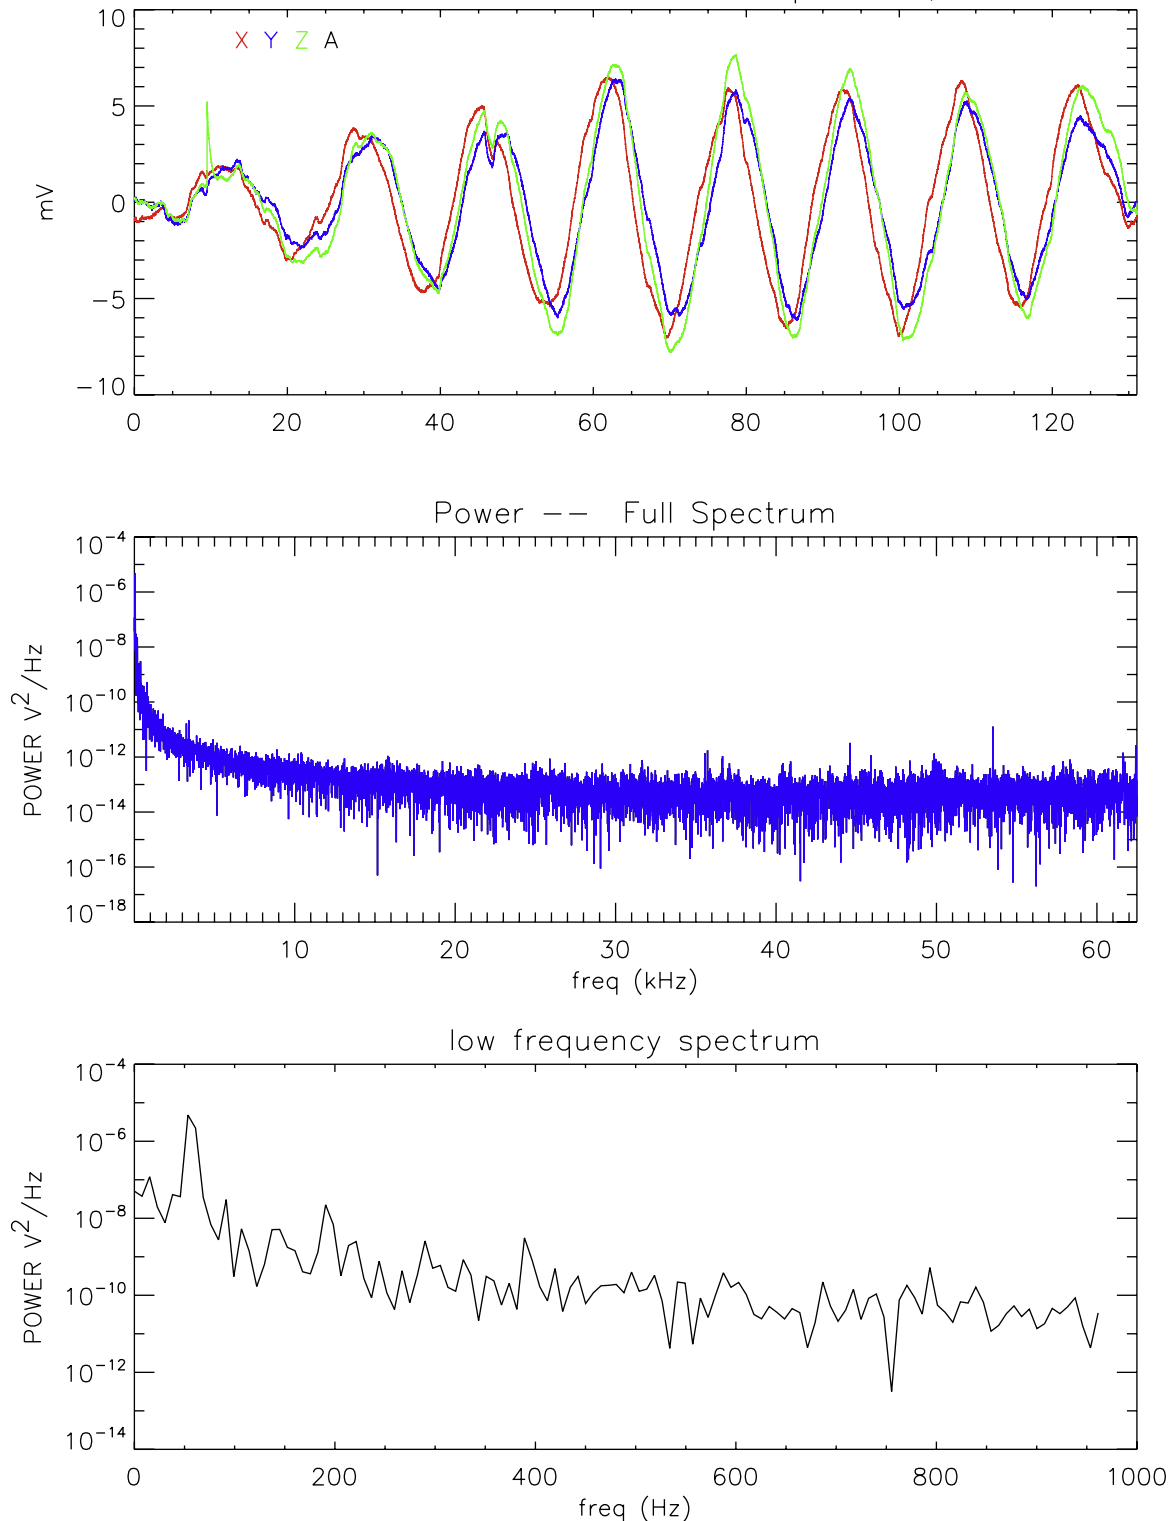 10
X Y Z A
5
mV
0
−5
−10
0 20 40 60 80 100 120
Power −− Full Spectrum
10⁻⁴
10⁻⁶
10⁻⁸
POWER V²/Hz
10⁻¹⁰
10⁻¹²
10⁻¹⁴
10⁻¹⁶
10⁻¹⁸
10 20 30 40 50 60
freq (kHz)
low frequency spectrum
10⁻⁴
10⁻⁶
10⁻⁸
POWER V²/Hz
10⁻¹⁰
10⁻¹²
10⁻¹⁴
0 200 400 600 800 1000
freq (Hz)